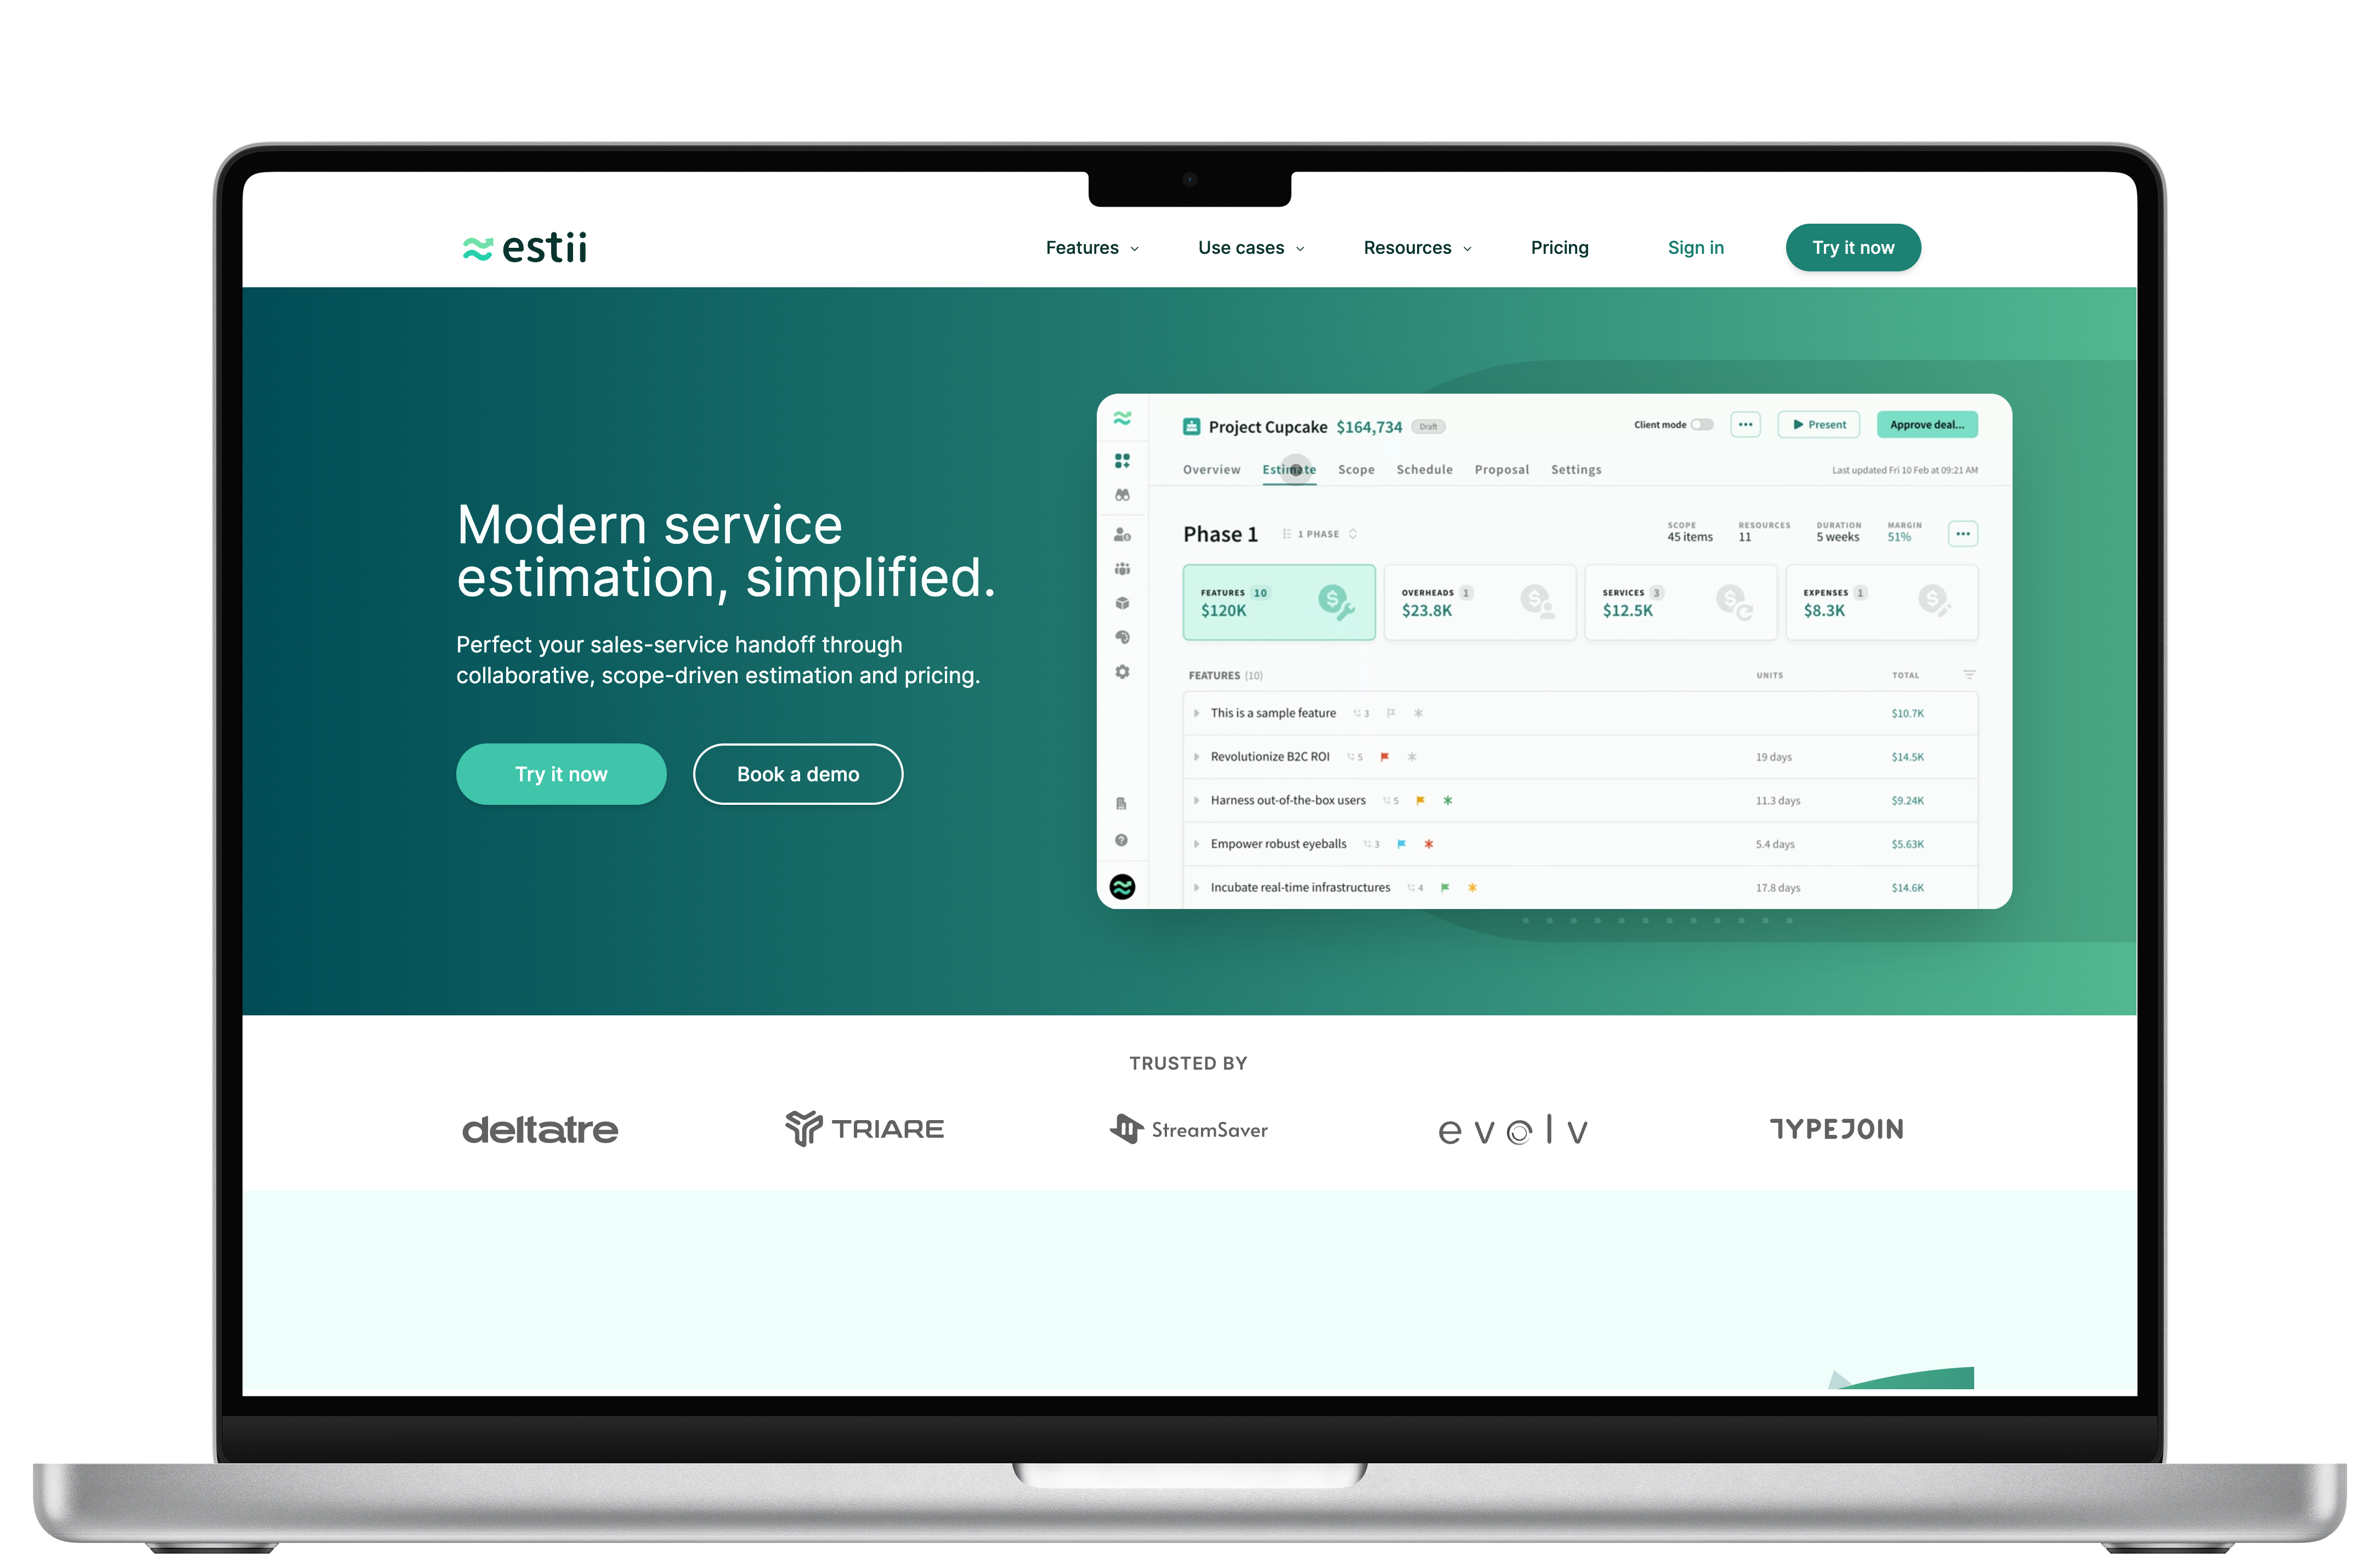 estii
Features
Use cases
Resources
Pricing
Sign in
Try it now
Modern service
estimation, simplified.
Perfect your sales-service handoff through
collaborative, scope-driven estimation and pricing.
Try it now
Book a demo
Project Cupcake $164,734 Draft
Client mode
Present
Approve deal...
Overview Estimate Scope Schedule Proposal Settings
Last updated Fri 10 Feb at 09:21 AM
Phase 1
1 PHASE
SCOPE
45 items
RESOURCES
11
DURATION
5 weeks
MARGIN
51%
FEATURES 10
$120K
OVERHEADS 1
$23.8K
SERVICES 3
$12.5K
EXPENSES 1
$8.3K
FEATURES (10) UNITS TOTAL
This is a sample feature 3 $10.7K
Revolutionize B2C ROI 5 19 days $14.5K
Harness out-of-the-box users 5 11.3 days $9.24K
Empower robust eyeballs 3 5.4 days $5.63K
Incubate real-time infrastructures 4 17.8 days $14.6K
TRUSTED BY
deltatre
TRIARE
StreamSaver
evolv
TYPEJOIN